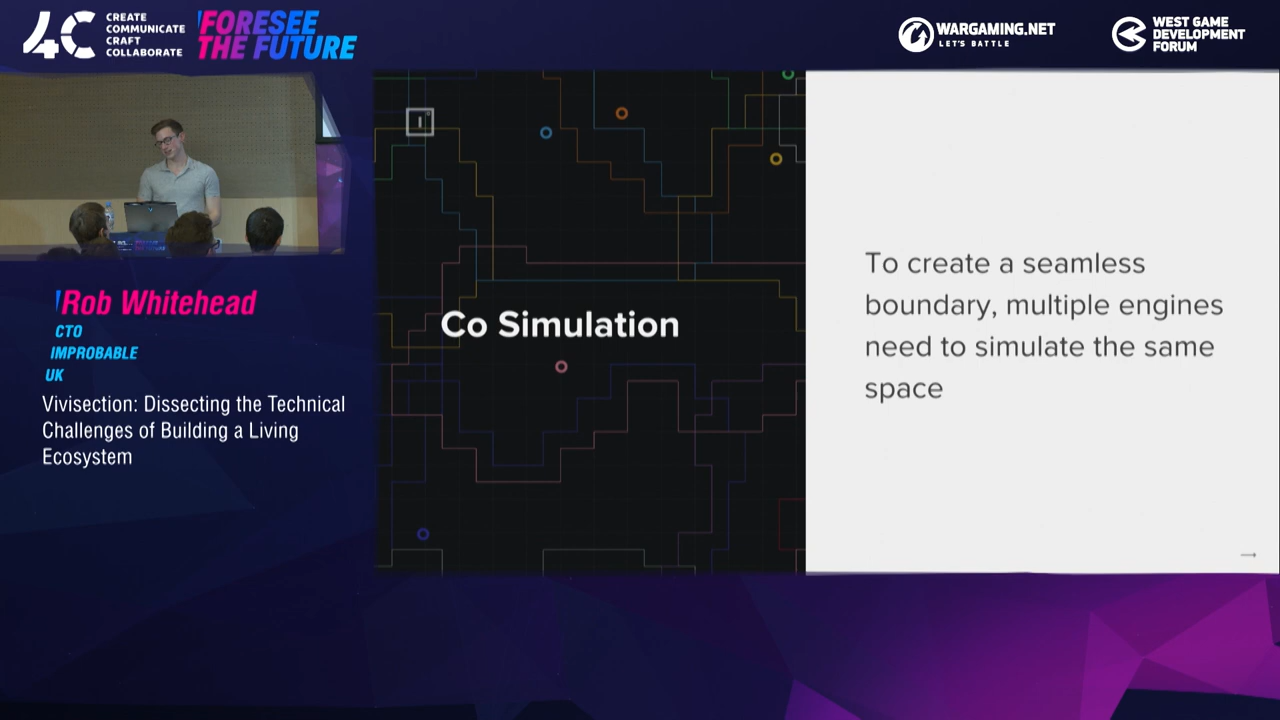 4C
CREATE
COMMUNICATE
CRAFT
COLLABORATE
FORESEE
THE FUTURE
WARGAMING.NET
LET'S BATTLE
WEST GAME
DEVELOPMENT
FORUM
Rob Whitehead
CTO
IMPROBABLE
UK
Vivisection: Dissecting the Technical
Challenges of Building a Living
Ecosystem
Co Simulation
To create a seamless
boundary, multiple engines
need to simulate the same
space